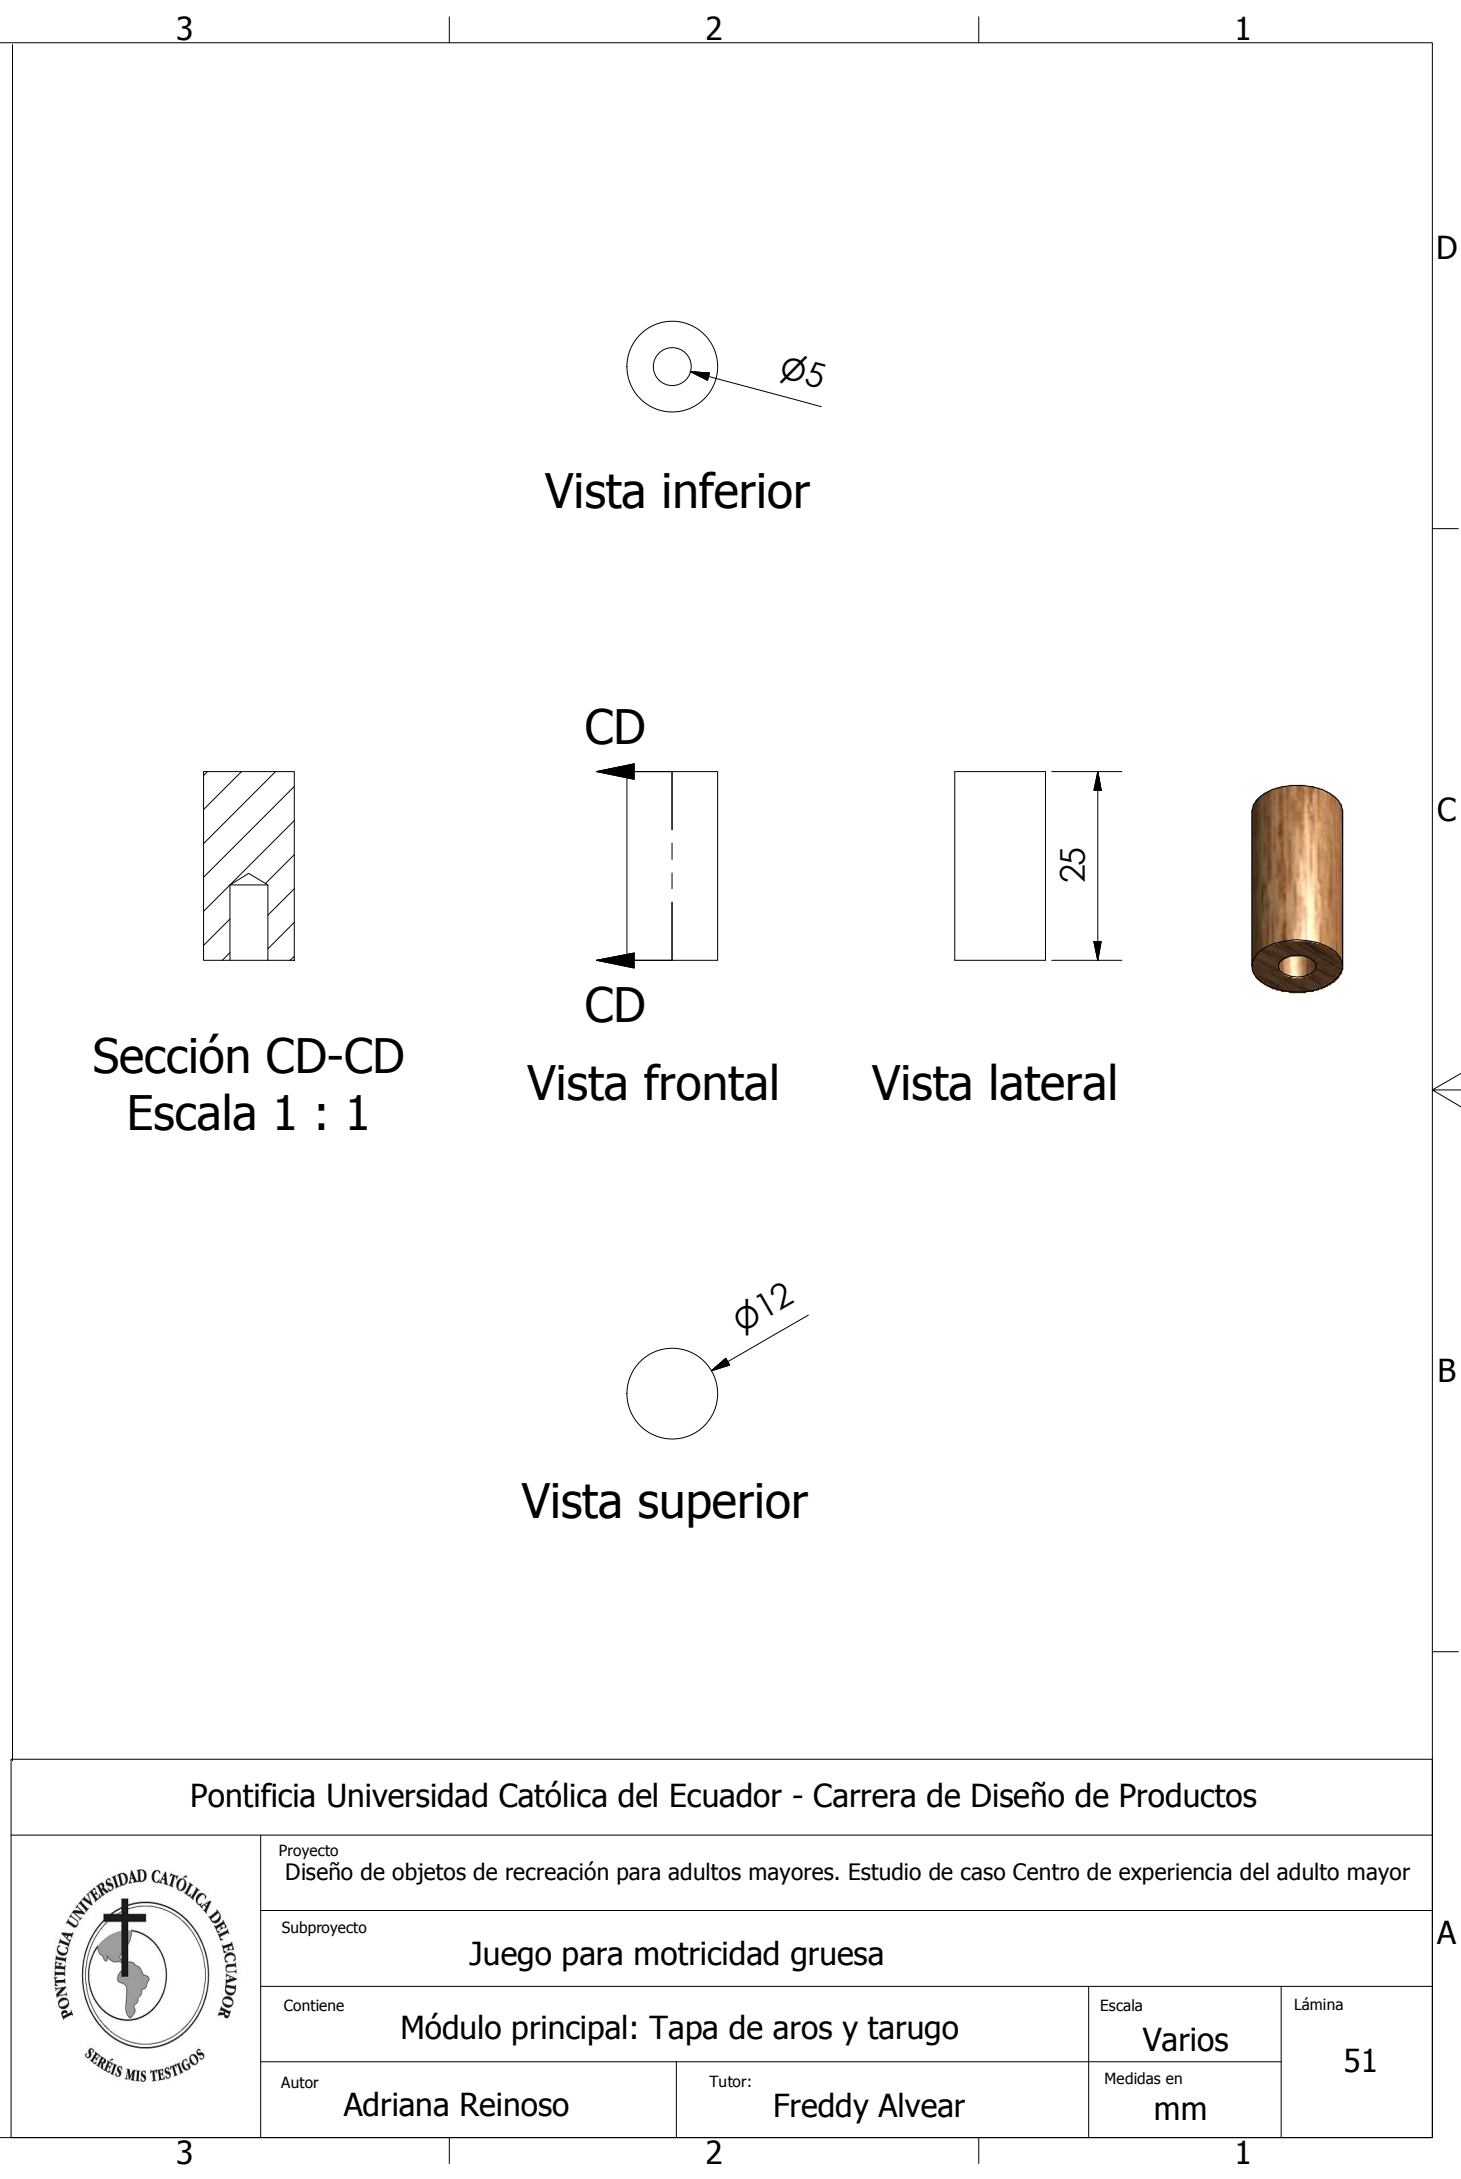 3 2 1
D
Ø5
Vista inferior
CD
C
25
CD
Sección CD-CD
Escala 1 : 1
Vista frontal
Vista lateral
Ø12
B
Vista superior
Pontificia Universidad Católica del Ecuador - Carrera de Diseño de Productos
PONTIFICIA UNIVERSIDAD CATÓLICA DEL ECUADOR
SERÉIS MIS TESTIGOS
Proyecto
Diseño de objetos de recreación para adultos mayores. Estudio de caso Centro de experiencia del adulto mayor
Subproyecto
Juego para motricidad gruesa
A
Contiene
Módulo principal: Tapa de aros y tarugo
Escala
Varios
Lámina
51
Autor
Adriana Reinoso
Tutor:
Freddy Alvear
Medidas en
mm
3 2 1